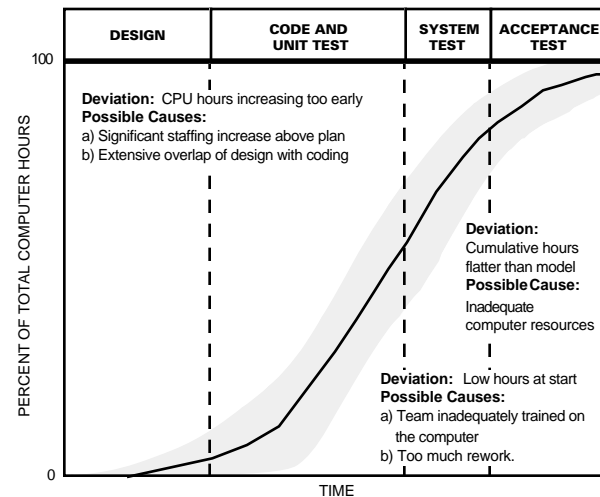 DESIGN
CODE AND
UNIT TEST
SYSTEM
TEST
ACCEPTANCE
TEST
100
Deviation: CPU hours increasing too early
Possible Causes:
a) Significant staffing increase above plan
b) Extensive overlap of design with coding
PERCENT OF TOTAL COMPUTER HOURS
Deviation:
Cumulative hours
flatter than model
Possible Cause:
Inadequate
computer resources
Deviation: Low hours at start
Possible Causes:
a) Team inadequately trained on
the computer
b) Too much rework.
0
TIME